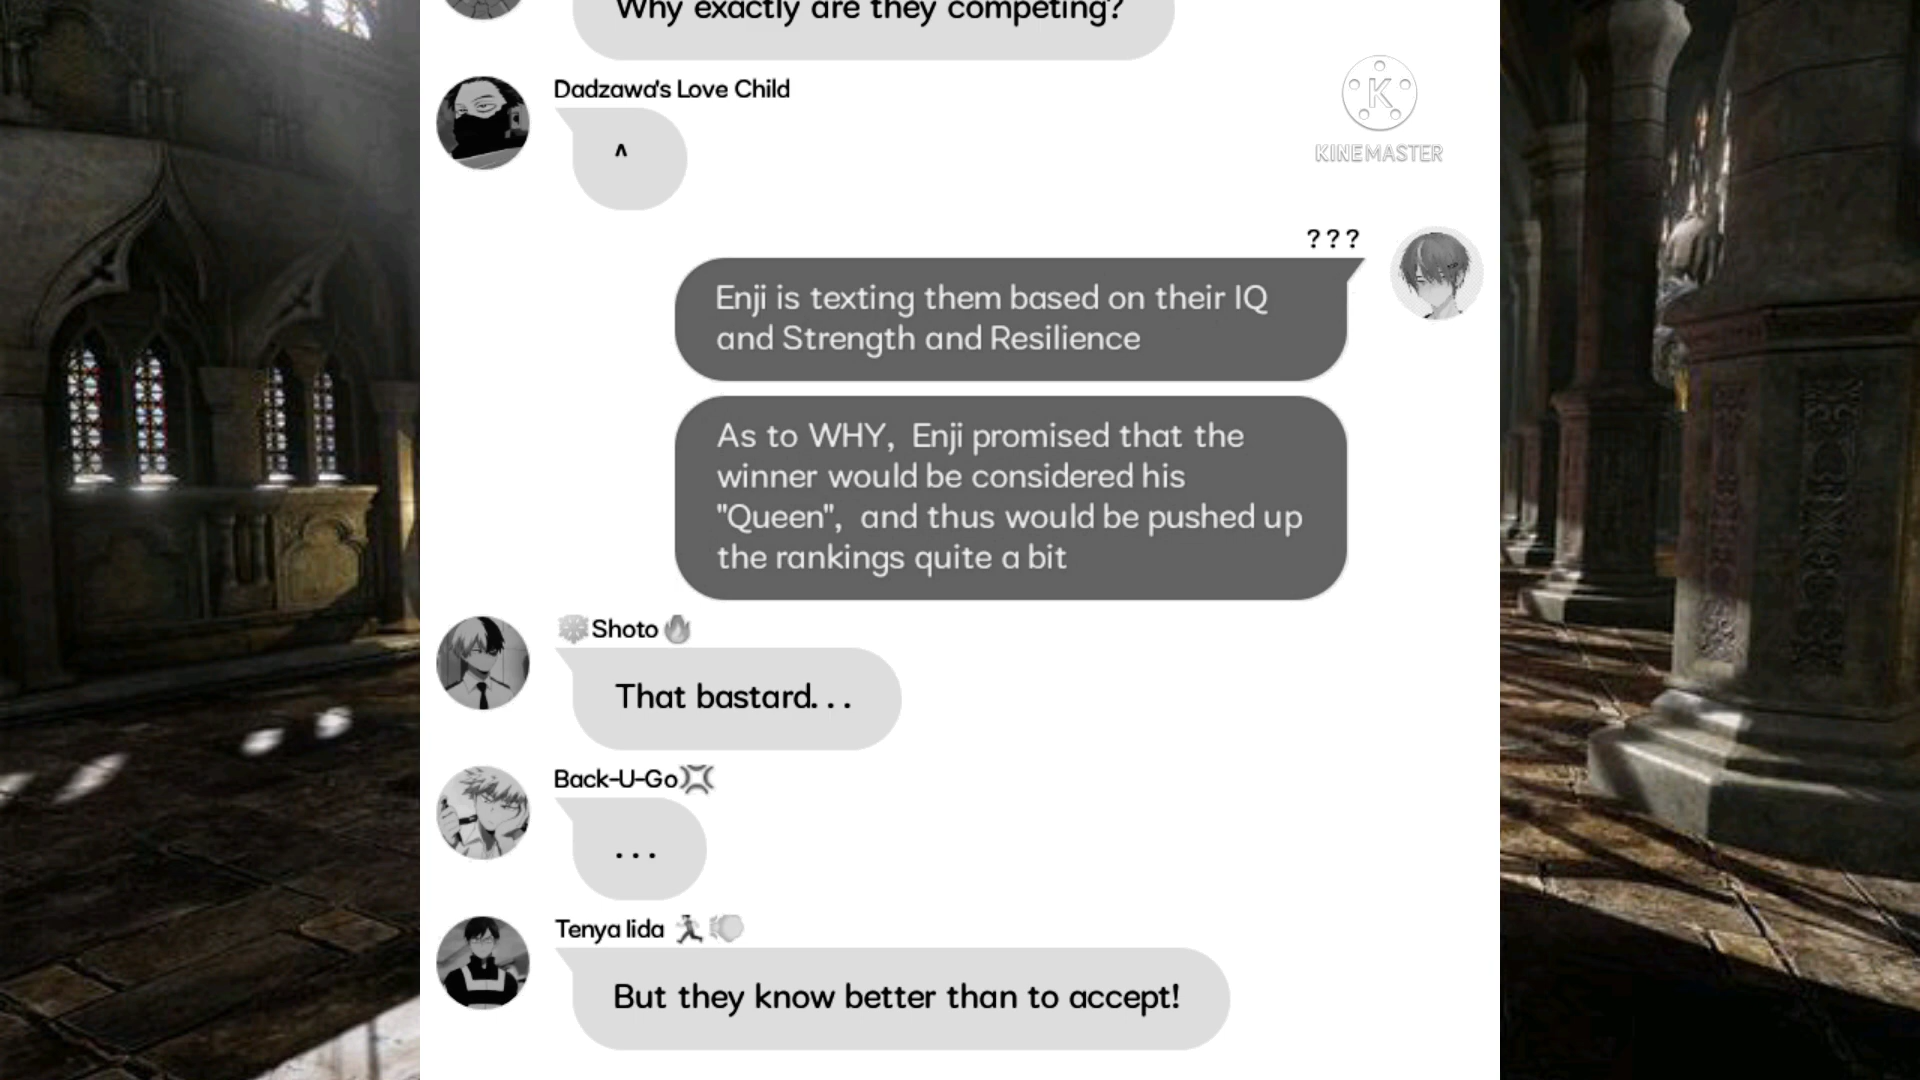 Why exactly are they competing?
Dadzawa's Love Child
^
K
KINEMASTER
???
Enji is texting them based on their IQ
and Strength and Resilience
As to WHY, Enji promised that the
winner would be considered his
"Queen", and thus would be pushed up
the rankings quite a bit
❄Shoto🔥
That bastard...
Back-U-Go💢
...
Tenya Iida 🏃💨
But they know better than to accept!